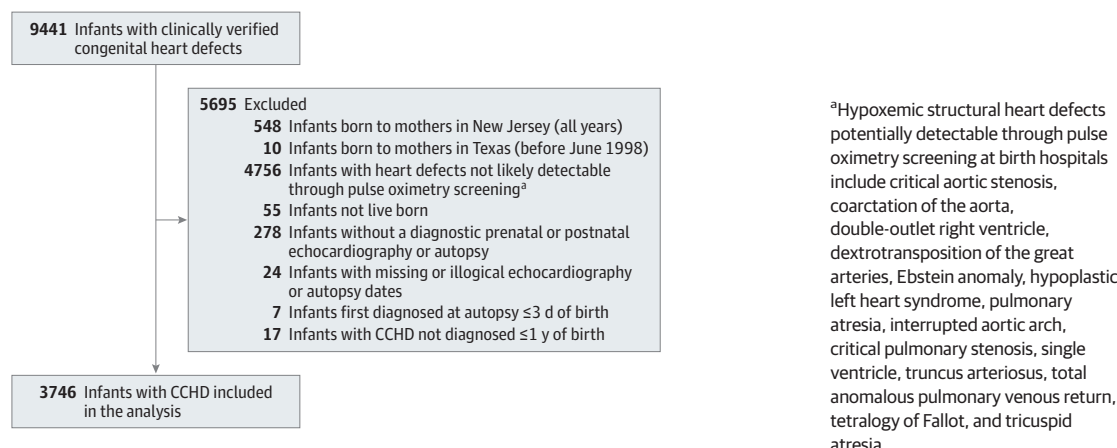 9441 Infants with clinically verified
congenital heart defects
5695 Excluded
548 Infants born to mothers in New Jersey (all years)
10 Infants born to mothers in Texas (before June 1998)
4756 Infants with heart defects not likely detectable
through pulse oximetry screeningᵃ
55 Infants not live born
278 Infants without a diagnostic prenatal or postnatal
echocardiography or autopsy
24 Infants with missing or illogical echocardiography
or autopsy dates
7 Infants first diagnosed at autopsy ≤3 d of birth
17 Infants with CCHD not diagnosed ≤1 y of birth
3746 Infants with CCHD included
in the analysis
ᵃHypoxemic structural heart defects
potentially detectable through pulse
oximetry screening at birth hospitals
include critical aortic stenosis,
coarctation of the aorta,
double-outlet right ventricle,
dextrotransposition of the great
arteries, Ebstein anomaly, hypoplastic
left heart syndrome, pulmonary
atresia, interrupted aortic arch,
critical pulmonary stenosis, single
ventricle, truncus arteriosus, total
anomalous pulmonary venous return,
tetralogy of Fallot, and tricuspid
atresia